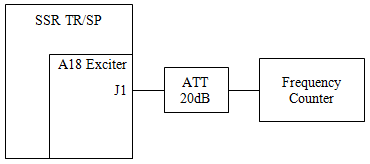 SSR TR/SP
A18 Exciter
J1
ATT
20dB
Frequency
Counter